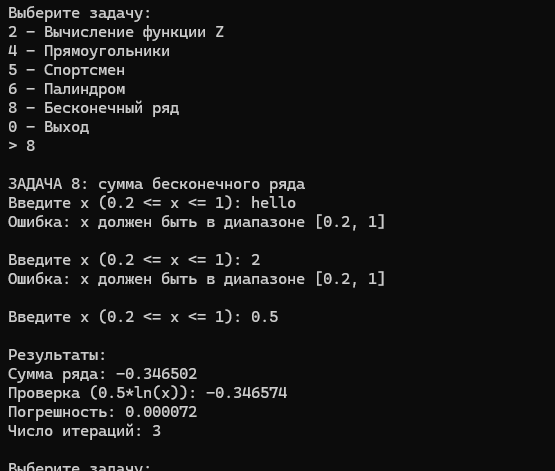 Выберите задачу:
2 – Вычисление функции Z
4 – Прямоугольники
5 – Спортсмен
6 – Палиндром
8 – Бесконечный ряд
0 – Выход
> 8
ЗАДАЧА 8: сумма бесконечного ряда
Введите x (0.2 <= x <= 1): hello
Ошибка: x должен быть в диапазоне [0.2, 1]
Введите x (0.2 <= x <= 1): 2
Ошибка: x должен быть в диапазоне [0.2, 1]
Введите x (0.2 <= x <= 1): 0.5
Результаты:
Сумма ряда: -0.346502
Проверка (0.5*ln(x)): -0.346574
Погрешность: 0.000072
Число итераций: 3
Выберите задачу: